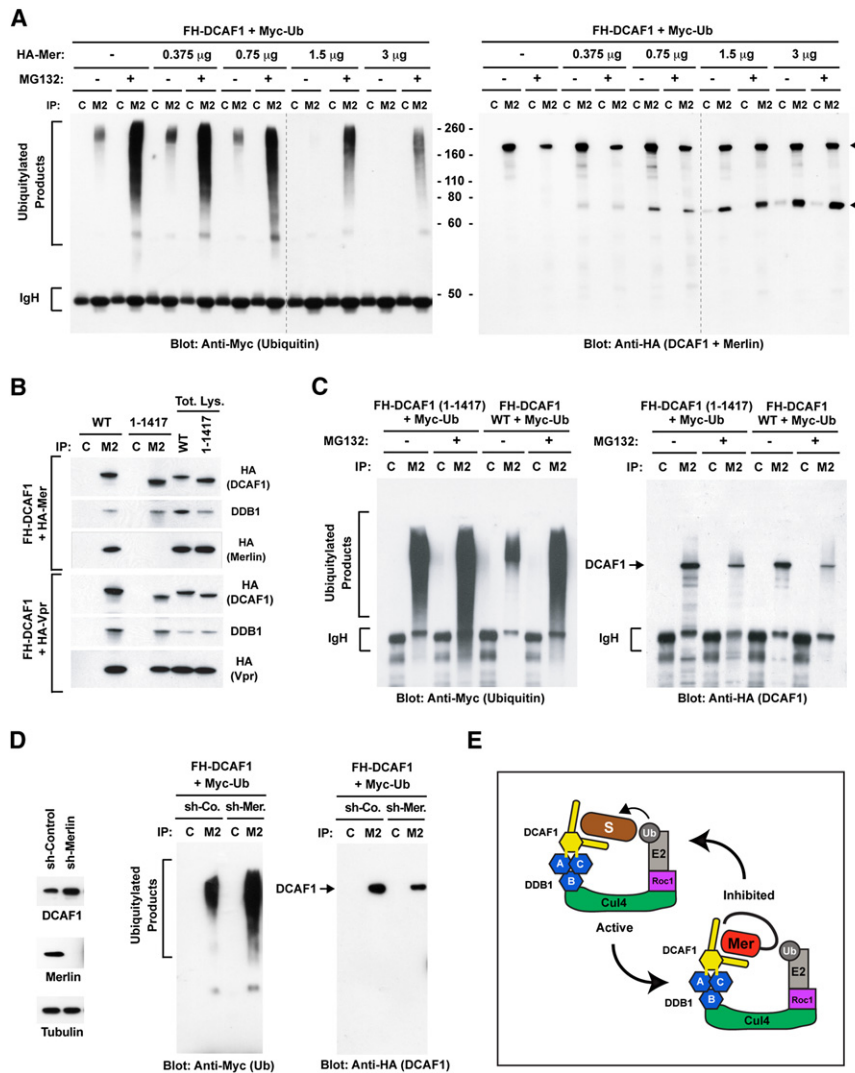 A
FH-DCAF1 + Myc-Ub
HA-Mer: - 0.375 µg 0.75 µg 1.5 µg 3 µg
MG132: - + - + - + - + - +
IP: C M2 C M2 C M2 C M2 C M2 C M2 C M2 C M2 C M2 C M2
Ubiquitylated
Products
IgH
Blot: Anti-Myc (Ubiquitin)
- 260 -
- 160 -
- 110 -
- 80 -
- 60 -
- 50 -
FH-DCAF1 + Myc-Ub
- 0.375 µg 0.75 µg 1.5 µg 3 µg
- + - + - + - + - +
C M2 C M2 C M2 C M2 C M2 C M2 C M2 C M2 C M2 C M2
Blot: Anti-HA (DCAF1 + Merlin)
B
Tot. Lys.
WT 1-1417 WT 1-1417
IP: C M2 C M2
FH-DCAF1
+ HA-Mer
HA
(DCAF1)
DDB1
HA
(Merlin)
FH-DCAF1
+ HA-Vpr
HA
(DCAF1)
DDB1
HA
(Vpr)
C
FH-DCAF1 (1-1417)
+ Myc-Ub
FH-DCAF1
WT + Myc-Ub
MG132: - + - +
IP: C M2 C M2 C M2 C M2
Ubiquitylated
Products
IgH
Blot: Anti-Myc (Ubiquitin)
FH-DCAF1 (1-1417)
+ Myc-Ub
FH-DCAF1
WT + Myc-Ub
MG132: - + - +
IP: C M2 C M2 C M2 C M2
DCAF1
IgH
Blot: Anti-HA (DCAF1)
D
sh-Control
sh-Merlin
DCAF1
Merlin
Tubulin
FH-DCAF1
+ Myc-Ub
sh-Co. sh-Mer.
IP: C M2 C M2
Ubiquitylated
Products
Blot: Anti-Myc (Ub)
FH-DCAF1
+ Myc-Ub
sh-Co. sh-Mer.
IP: C M2 C M2
DCAF1
Blot: Anti-HA (DCAF1)
E
DCAF1
S
Ub
E2
A C
B
DDB1
Roc1
Cul4
Active
Inhibited
DCAF1
Mer
Ub
E2
A C
B
DDB1
Roc1
Cul4